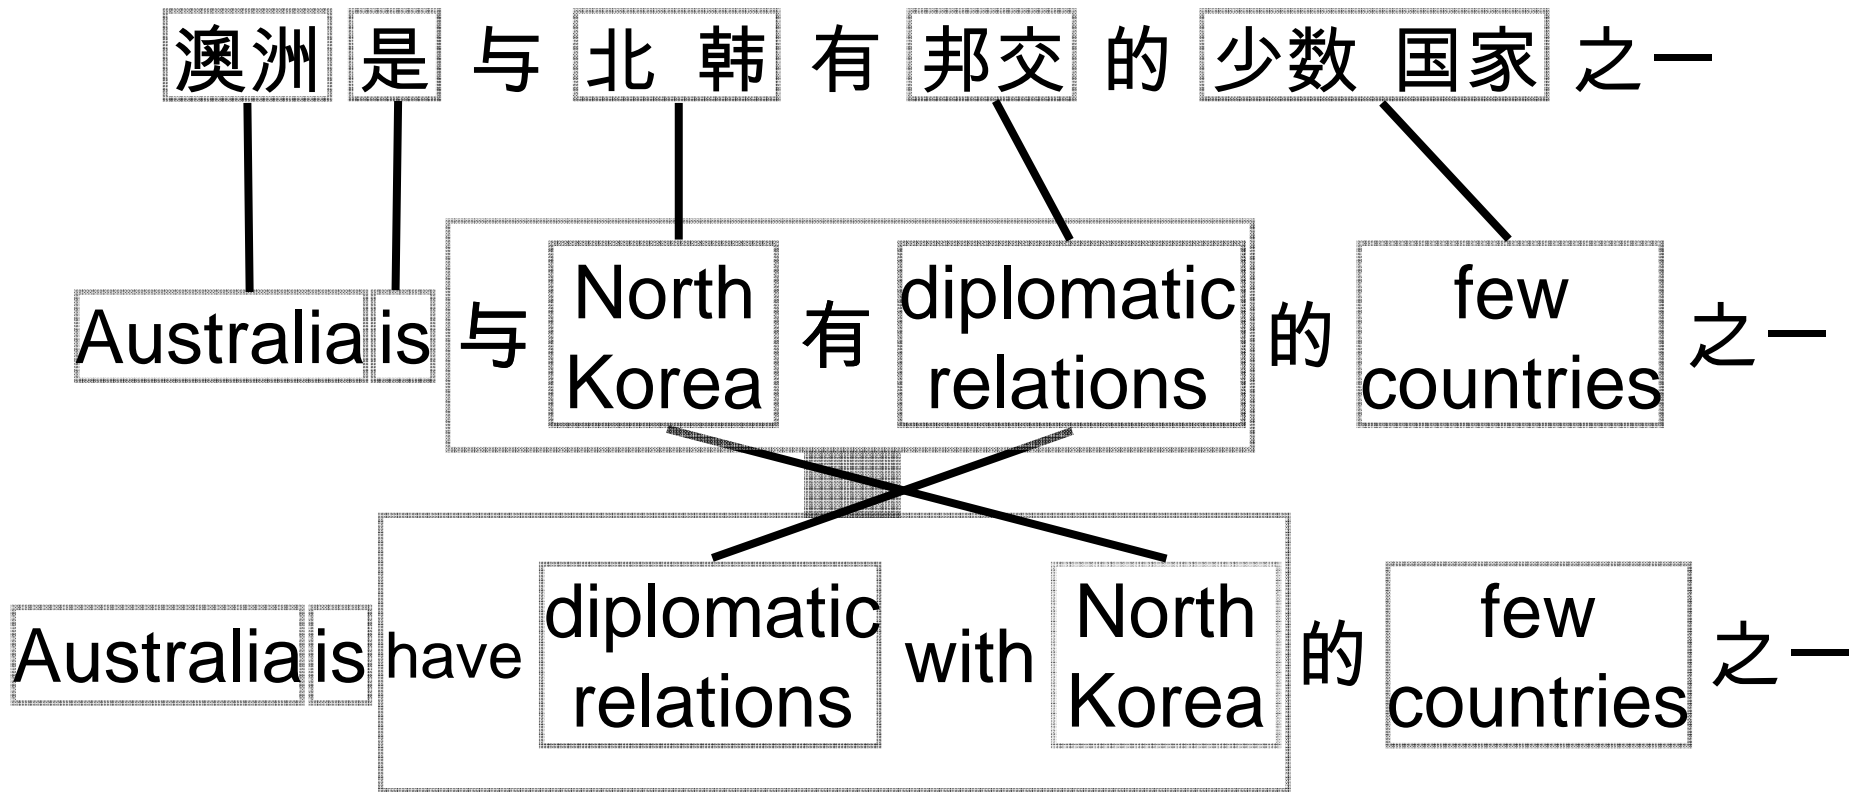 澳洲 是 与 北 韩 有 邦交 的 少数 国家 之一
Australia is 与 North Korea 有 diplomatic relations 的 few countries 之一
Australia is have diplomatic relations with North Korea 的 few countries 之一